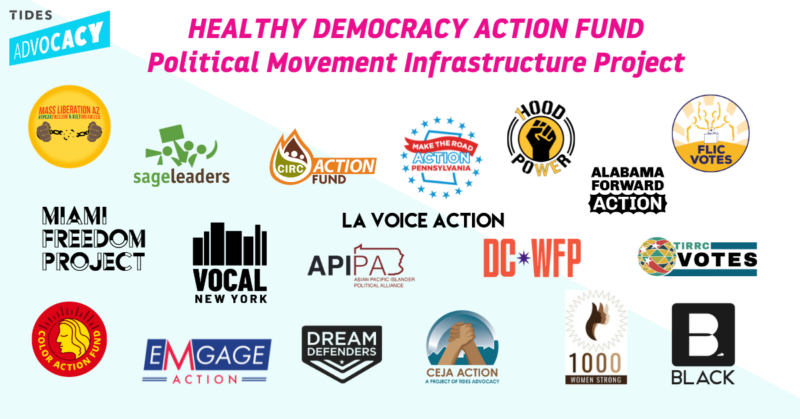 TIDES
ADVOCACY
HEALTHY DEMOCRACY ACTION FUND
Political Movement Infrastructure Project
MASS LIBERATION AZ
sageleaders
CIRC
ACTION
FUND
MAKE THE ROAD
ACTION
PENNSYLVANIA
HOOD
POWER
FLIC
VOTES
ALABAMA
FORWARD
ACTION
MIAMI
FREEDOM
PROJECT
VOCAL
NEW YORK
LA VOICE ACTION
APIPA
ASIAN PACIFIC ISLANDER
POLITICAL ALLIANCE
DC WFP
TIRRC
VOTES
COLOR ACTION FUND
EMGAGE
ACTION
DREAM
DEFENDERS
CEJA ACTION
A PROJECT OF TIDES ADVOCACY
1000
WOMEN STRONG
B.
BLACK